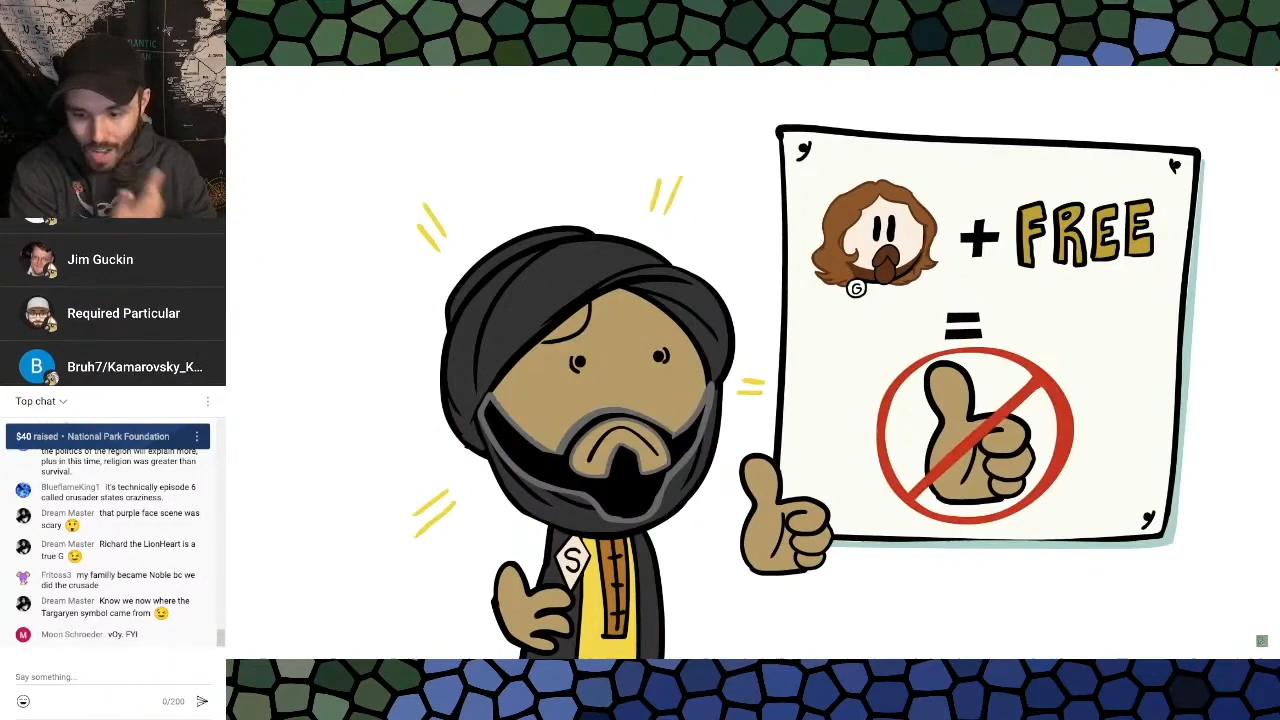 USA
ATLANTIC
Jim Guckin
Required Particular
B
Bruh7/Kamarovsky_K...
Top chat
$40 raised • National Park Foundation
the politics of the region will explain more,
plus in this time, religion was greater than
survival.
BlueflameKing1 it's technically episode 6
called crusader states craziness.
Dream Master that purple face scene was
scary
Dream Master Richard the LionHeart is a
true G
Fritoss3 my family became Noble bc we
did the crusade
Dream Master Know we now where the
Targaryen symbol came from
M
Moon Schroeder vOy. FYI
Say something...
0/200
+ FREE
G
=
S